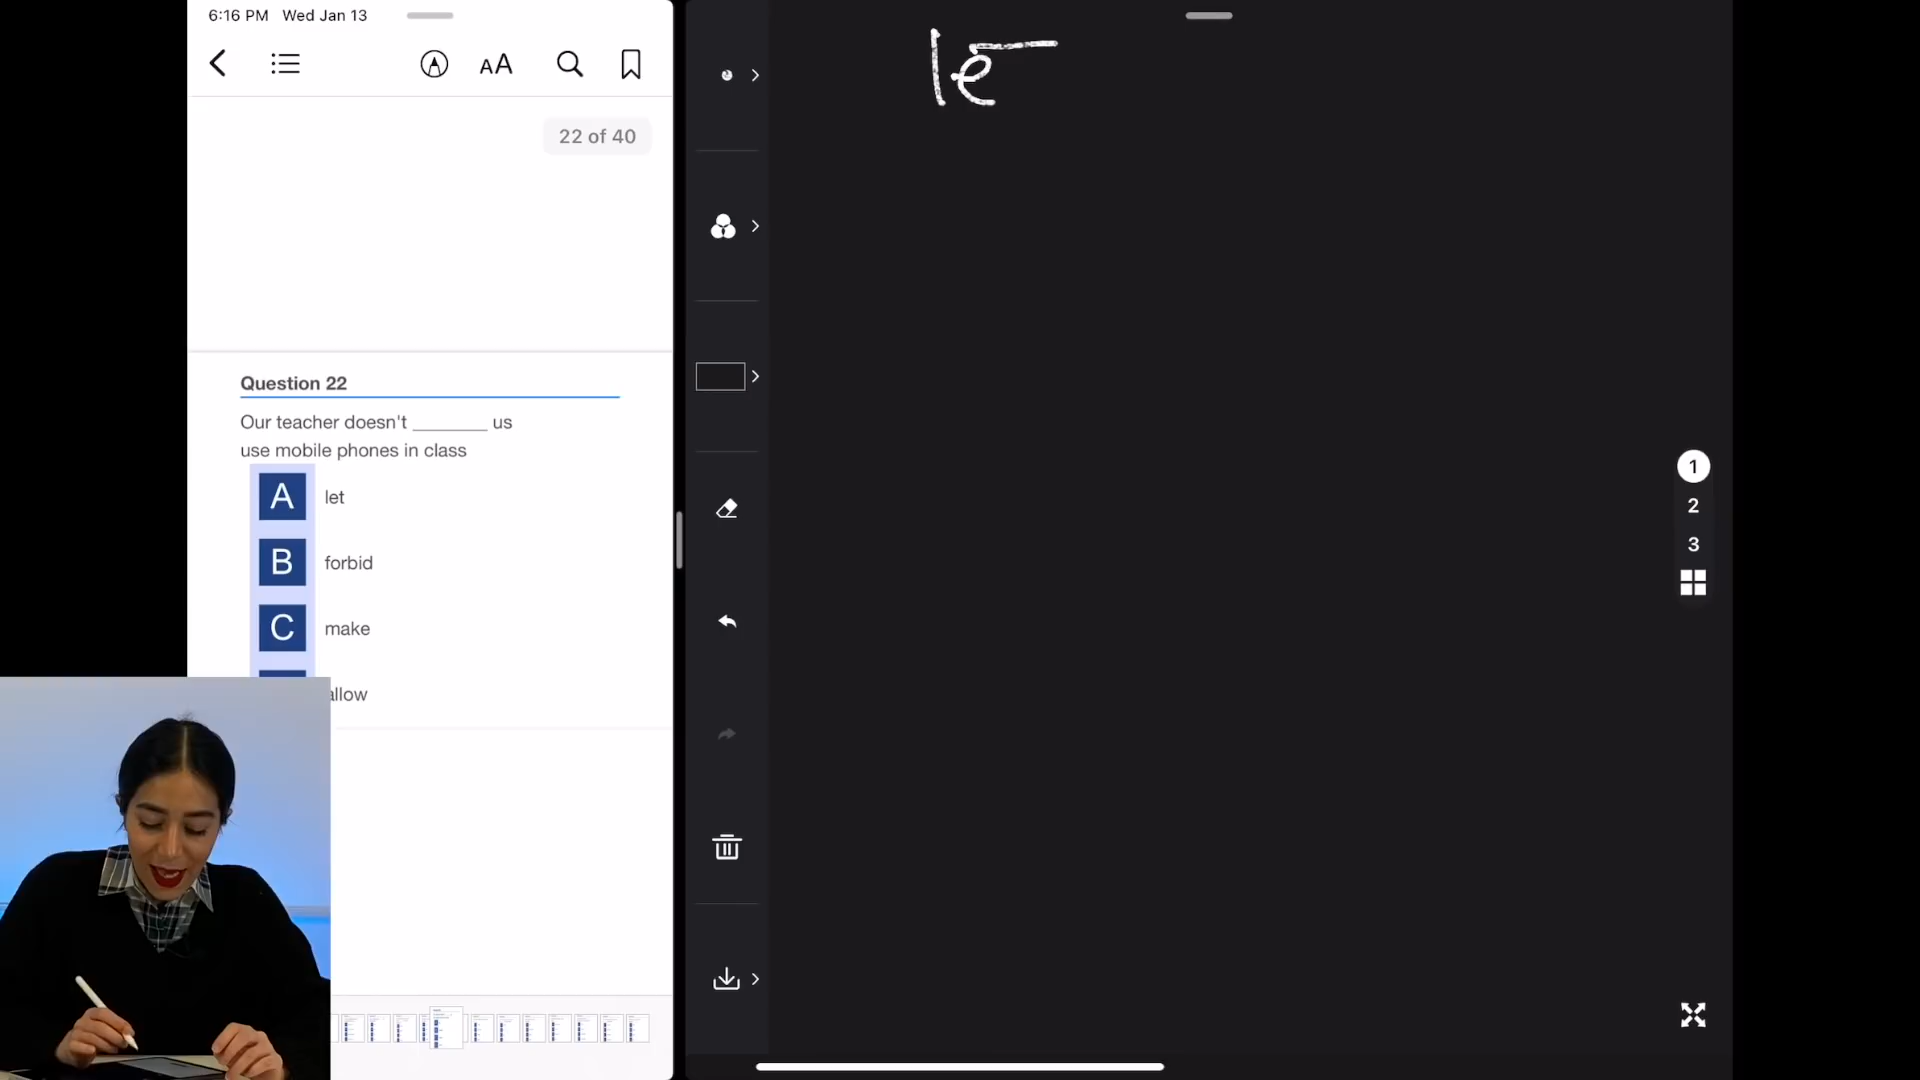 6:16 PM Wed Jan 13
AA
22 of 40
Question 22
Our teacher doesn't ________ us
use mobile phones in class
A let
B forbid
C make
allow
le
1
2
3